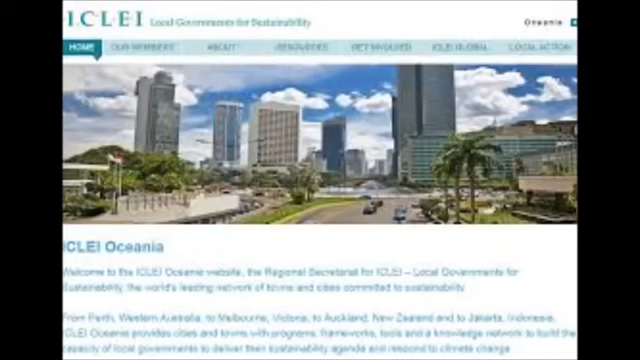 I.C.L.E.I Local Governments for Sustainability
Oceania
HOME OUR MEMBERS ABOUT RESOURCES GET INVOLVED ICLEI GLOBAL LOCAL ACTION
ICLEI Oceania
Welcome to the ICLEI Oceania website, the Regional Secretariat for ICLEI – Local Governments for
Sustainability, the world's leading network of towns and cities committed to sustainability
From Perth, Western Australia, to Melbourne, Victoria, to Auckland, New Zealand and to Jakarta, Indonesia,
ICLEI Oceania provides cities and towns with programs, frameworks, tools and a knowledge network to build the
capacity of local governments to deliver their sustainability agenda and respond to climate change